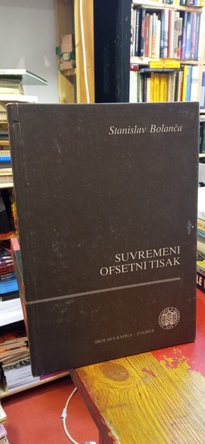 Stanislav Bolanča
SUVREMENI
OFSETNI TISAK
ŠKOLSKA KNJIGA – ZAGREB